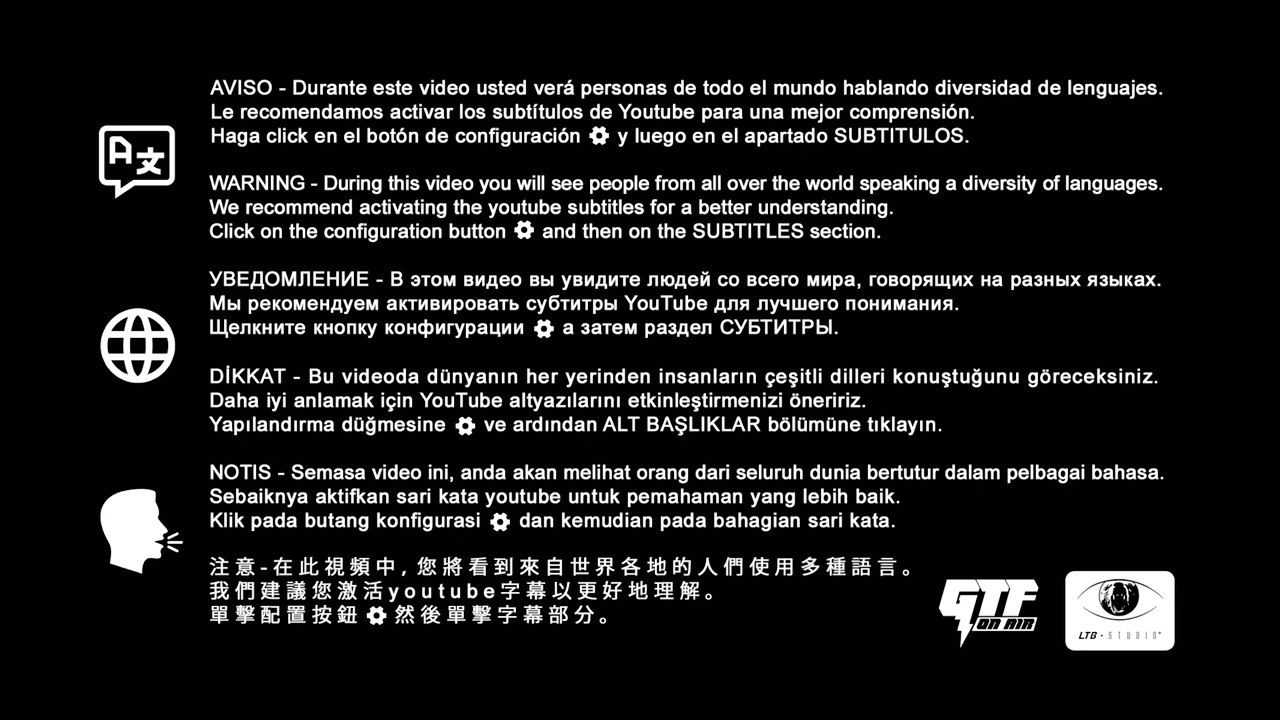 AVISO - Durante este video usted verá personas de todo el mundo hablando diversidad de lenguajes.
Le recomendamos activar los subtítulos de Youtube para una mejor comprensión.
Haga click en el botón de configuración y luego en el apartado SUBTITULOS.
WARNING - During this video you will see people from all over the world speaking a diversity of languages.
We recommend activating the youtube subtitles for a better understanding.
Click on the configuration button and then on the SUBTITLES section.
УВЕДОМЛЕНИЕ - В этом видео вы увидите людей со всего мира, говорящих на разных языках.
Мы рекомендуем активировать субтитры YouTube для лучшего понимания.
Щелкните кнопку конфигурации а затем раздел СУБТИТРЫ.
DİKKAT - Bu videoda dünyanın her yerinden insanların çeşitli dilleri konuştuğunu göreceksiniz.
Daha iyi anlamak için YouTube altyazılarını etkinleştirmenizi öneririz.
Yapılandırma düğmesine ve ardından ALT BAŞLIKLAR bölümüne tıklayın.
NOTIS - Semasa video ini, anda akan melihat orang dari seluruh dunia bertutur dalam pelbagai bahasa.
Sebaiknya aktifkan sari kata youtube untuk pemahaman yang lebih baik.
Klik pada butang konfigurasi dan kemudian pada bahagian sari kata.
注意-在此視頻中, 您將看到來自世界各地的人們使用多種語言。
我們建議您激活youtube字幕以更好地理解。
單擊配置按鈕 然後單擊字幕部分。
A文
GTF
ON AIR
LTB - STUDIO